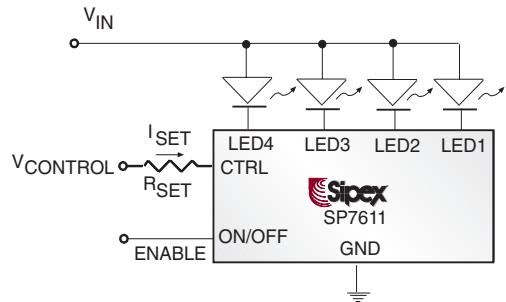 VIN
LED4 LED3 LED2 LED1
ISET
VCONTROL CTRL
RSET
Sipex
SP7611
ON/OFF
ENABLE GND